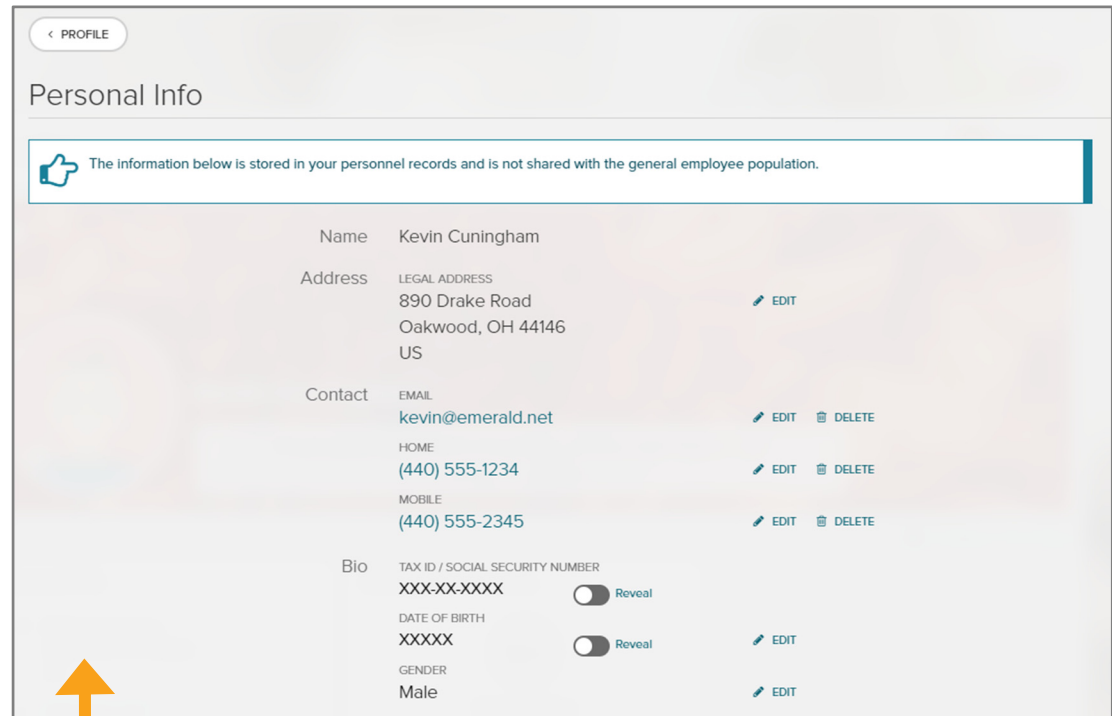 < PROFILE
Personal Info
The information below is stored in your personnel records and is not shared with the general employee population.
Name Kevin Cuningham
Address LEGAL ADDRESS
890 Drake Road EDIT
Oakwood, OH 44146
US
Contact EMAIL
kevin@emerald.net EDIT DELETE
HOME
(440) 555-1234 EDIT DELETE
MOBILE
(440) 555-2345 EDIT DELETE
Bio TAX ID / SOCIAL SECURITY NUMBER
XXX-XX-XXXX Reveal
DATE OF BIRTH
XXXXX Reveal EDIT
GENDER
Male EDIT